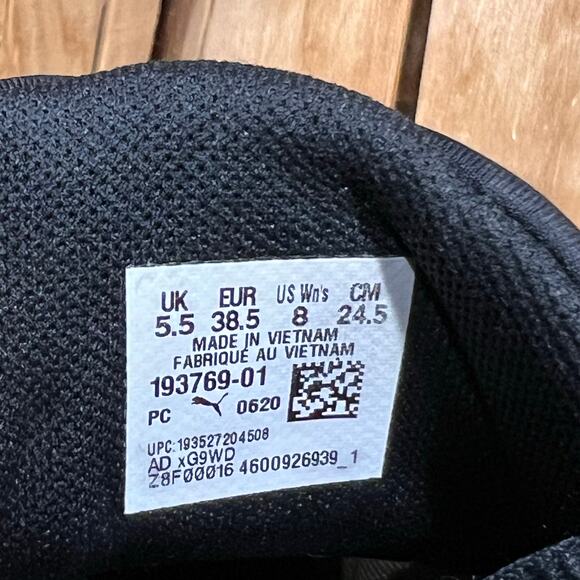 UK EUR US Wn's CM
5.5 38.5 8 24.5
MADE IN VIETNAM
FABRIQUÉ AU VIETNAM
193769-01
PC 0620
UPC:193527204508
AD xG9WD
Z8F00016 4600926939_1